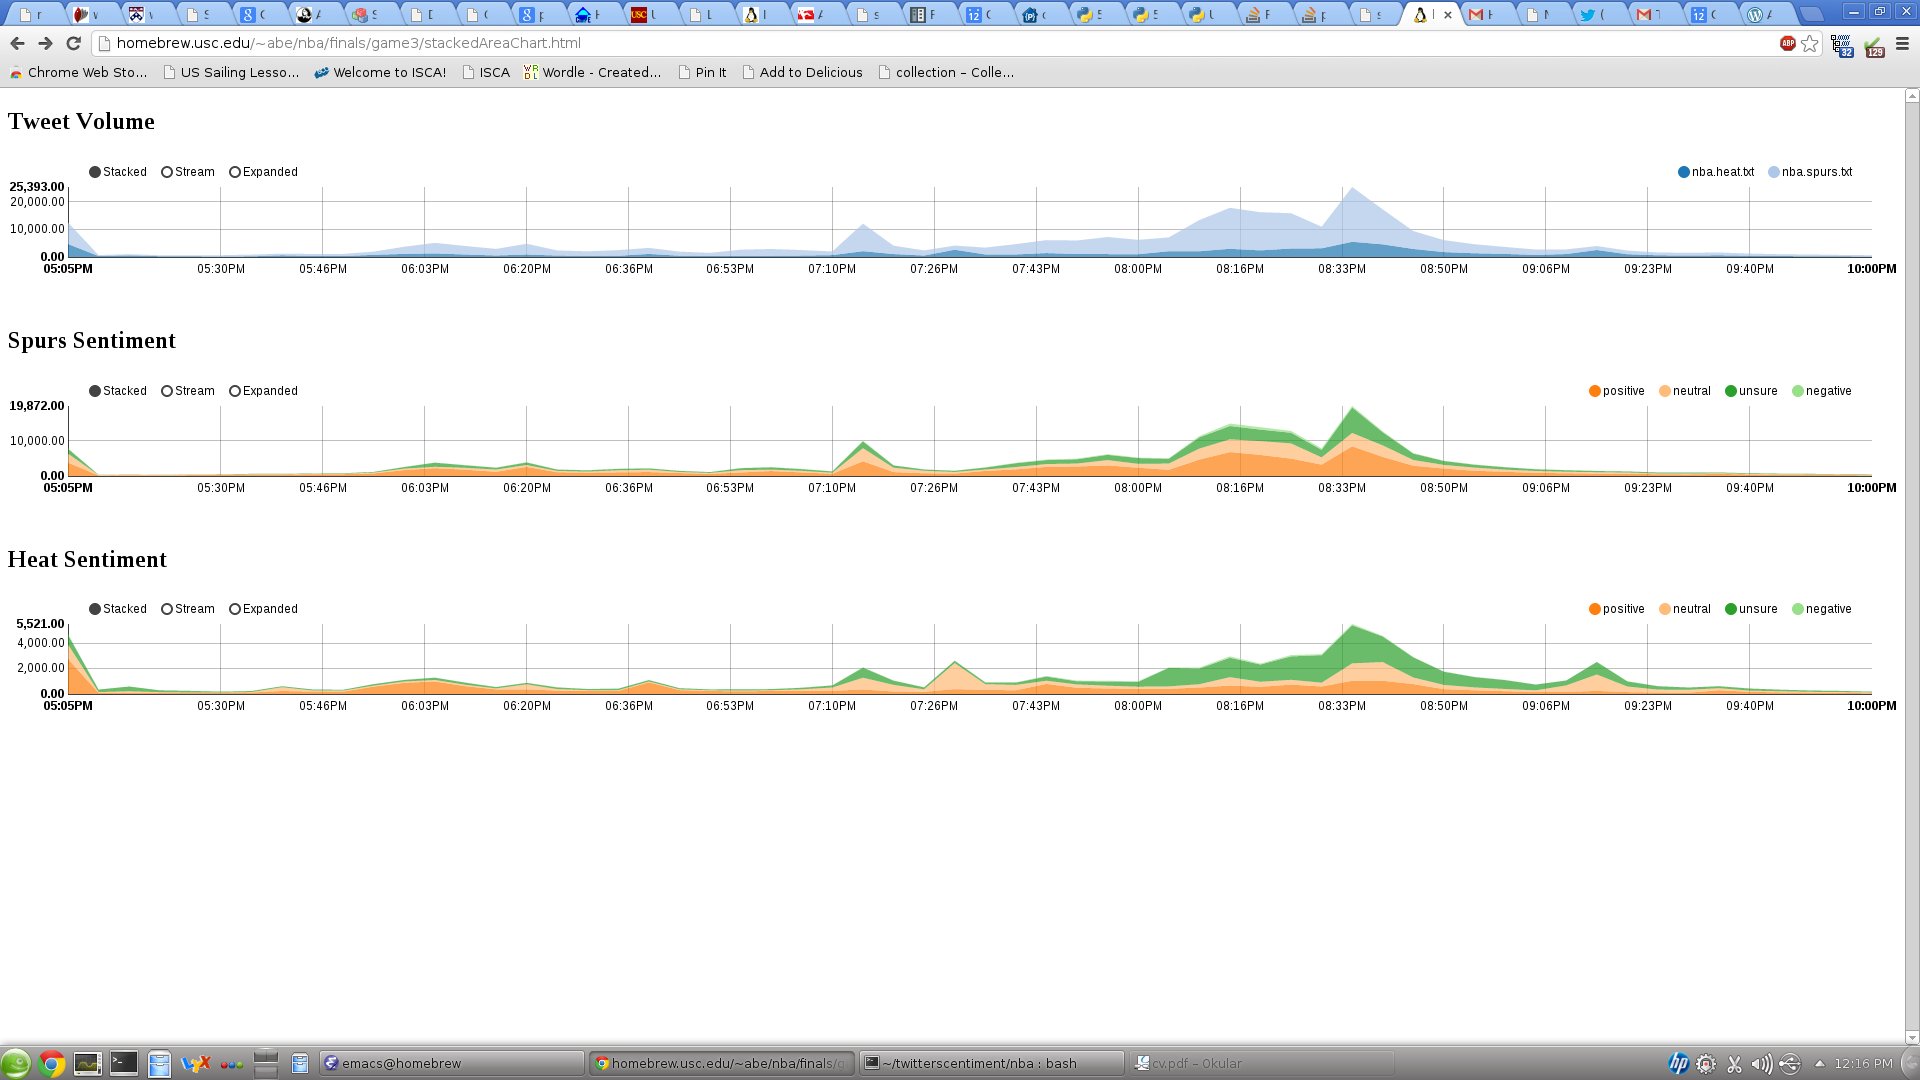 homebrew.usc.edu/~abe/nba/finals/game3/stackedAreaChart.html
ABP
32
129
Chrome Web Sto... US Sailing Lesso... Welcome to ISCA! ISCA Wordle - Created... Pin It Add to Delicious collection – Colle...
Tweet Volume
Stacked Stream Expanded nba.heat.txt nba.spurs.txt
25,393.00
20,000.00
10,000.00
0.00
05:05PM 05:30PM 05:46PM 06:03PM 06:20PM 06:36PM 06:53PM 07:10PM 07:26PM 07:43PM 08:00PM 08:16PM 08:33PM 08:50PM 09:06PM 09:23PM 09:40PM 10:00PM
Spurs Sentiment
Stacked Stream Expanded positive neutral unsure negative
19,872.00
10,000.00
0.00
05:05PM 05:30PM 05:46PM 06:03PM 06:20PM 06:36PM 06:53PM 07:10PM 07:26PM 07:43PM 08:00PM 08:16PM 08:33PM 08:50PM 09:06PM 09:23PM 09:40PM 10:00PM
Heat Sentiment
Stacked Stream Expanded positive neutral unsure negative
5,521.00
4,000.00
2,000.00
0.00
05:05PM 05:30PM 05:46PM 06:03PM 06:20PM 06:36PM 06:53PM 07:10PM 07:26PM 07:43PM 08:00PM 08:16PM 08:33PM 08:50PM 09:06PM 09:23PM 09:40PM 10:00PM
emacs@homebrew homebrew.usc.edu/~abe/nba/finals/g ~/twitterscentiment/nba : bash cv.pdf – Okular 12:16 PM